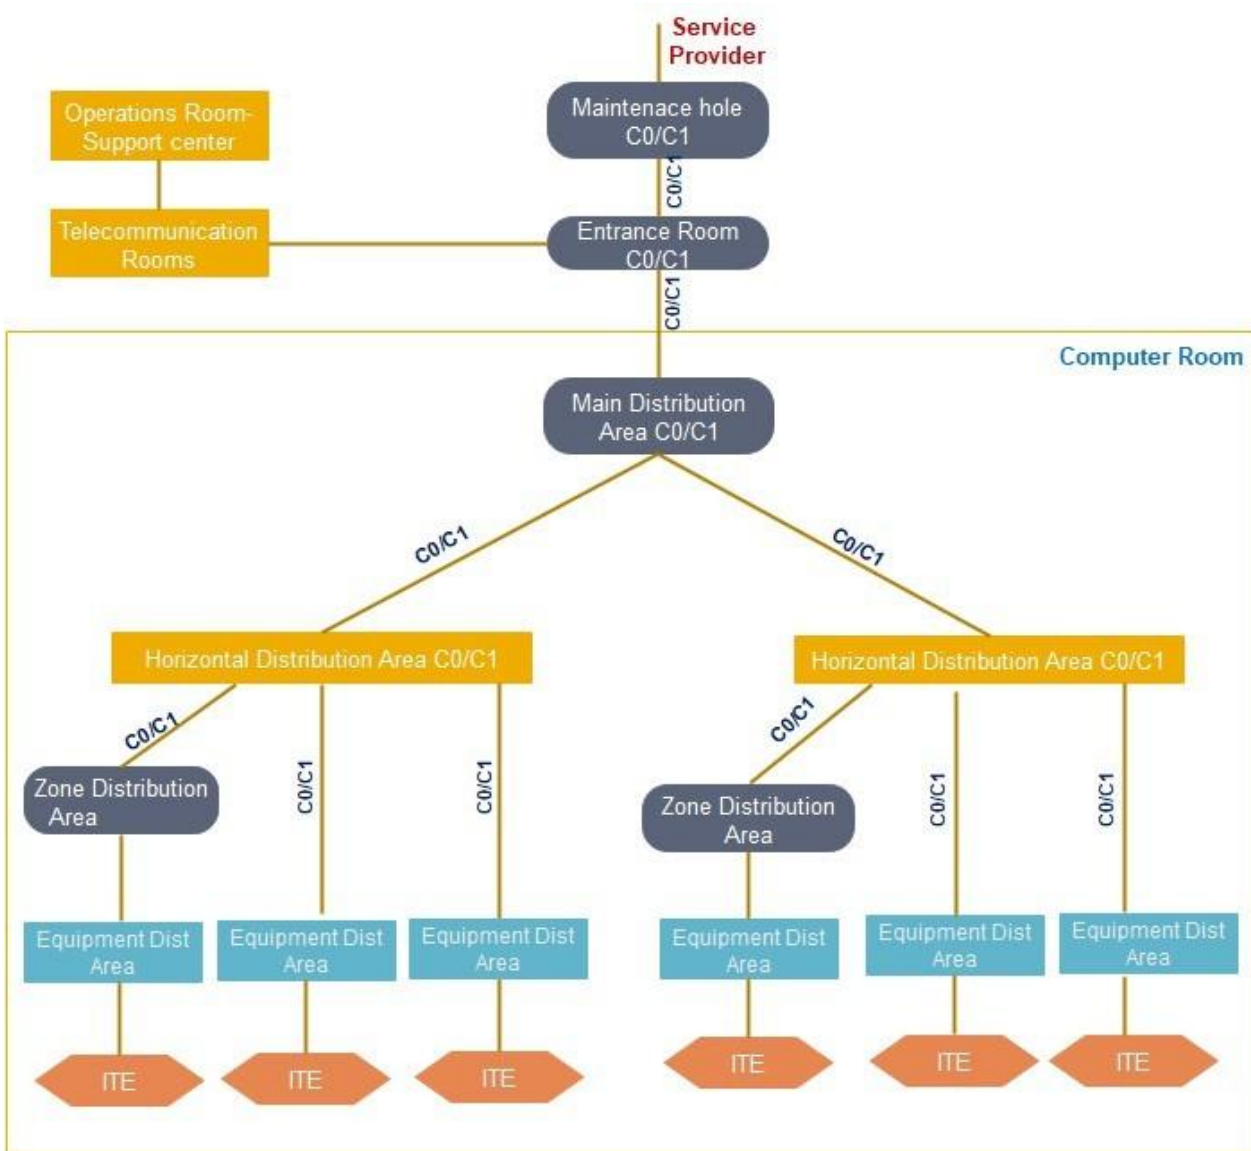 Service
Provider
Maintenace hole
C0/C1
Operations Room-
Support center
C0/C1
Telecommunication
Rooms
Entrance Room
C0/C1
C0/C1
Computer Room
Main Distribution
Area C0/C1
C0/C1
C0/C1
Horizontal Distribution Area C0/C1
Horizontal Distribution Area C0/C1
C0/C1
C0/C1
C0/C1
C0/C1
C0/C1
C0/C1
Zone Distribution
Area
Zone Distribution
Area
Equipment Dist
Area
Equipment Dist
Area
Equipment Dist
Area
Equipment Dist
Area
Equipment Dist
Area
Equipment Dist
Area
ITE
ITE
ITE
ITE
ITE
ITE